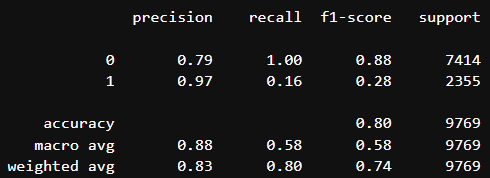 precision recall f1-score support
0 0.79 1.00 0.88 7414
1 0.97 0.16 0.28 2355
accuracy 0.80 9769
macro avg 0.88 0.58 0.58 9769
weighted avg 0.83 0.80 0.74 9769